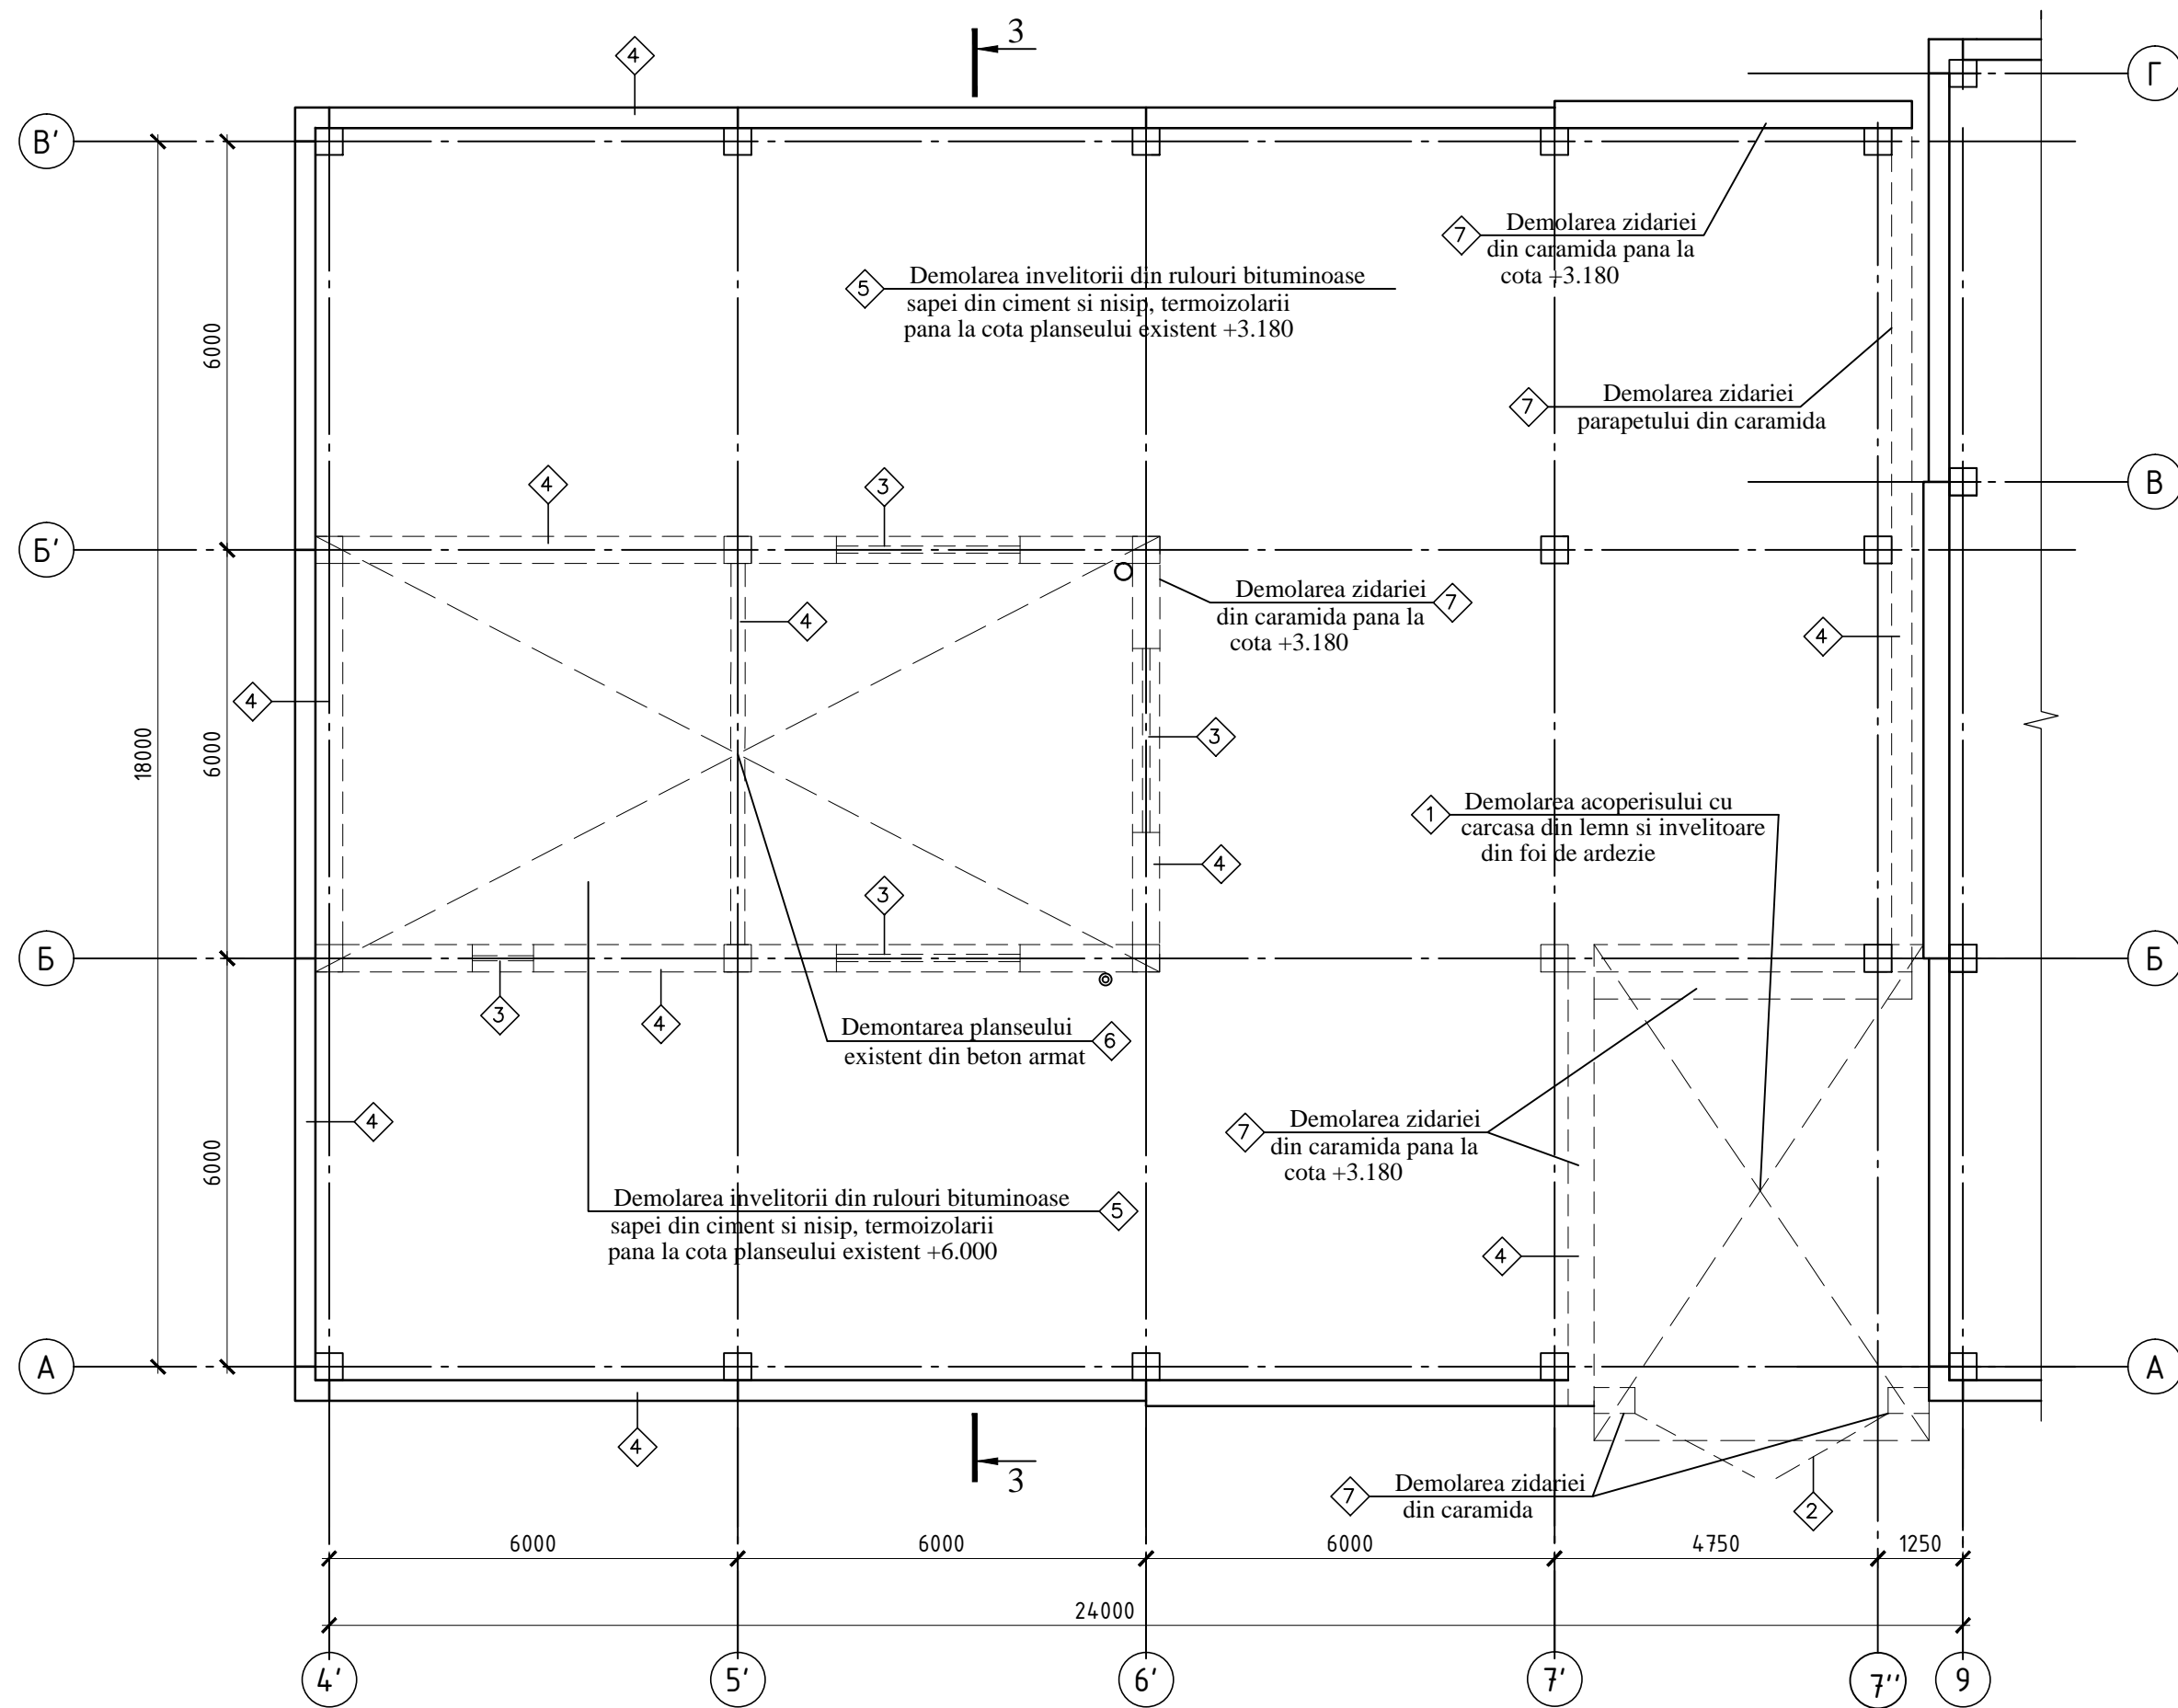 3
4
Г
В'
7 Demolarea zidariei
din caramida pana la
cota +3.180
5 Demolarea invelitorii din rulouri bituminoase
sapei din ciment si nisip, termoizolarii
pana la cota planseului existent +3.180
6000
7 Demolarea zidariei
parapetului din caramida
4
3
В
Б'
Demolarea zidariei 7
din caramida pana la
cota +3.180
4
4
4
3
18000
6000
1 Demolarea acoperisului cu
carcasa din lemn si invelitoare
din foi de ardezie
4
3
Б
Б
3
4
Demontarea planseului 6
existent din beton armat
4
7 Demolarea zidariei
din caramida pana la
cota +3.180
6000
Demolarea invelitorii din rulouri bituminoase 5
sapei din ciment si nisip, termoizolarii
pana la cota planseului existent +6.000
4
А
А
4
3
7 Demolarea zidariei
din caramida
2
6000
6000
6000
4750
1250
24000
4'
5'
6'
7'
7''
9